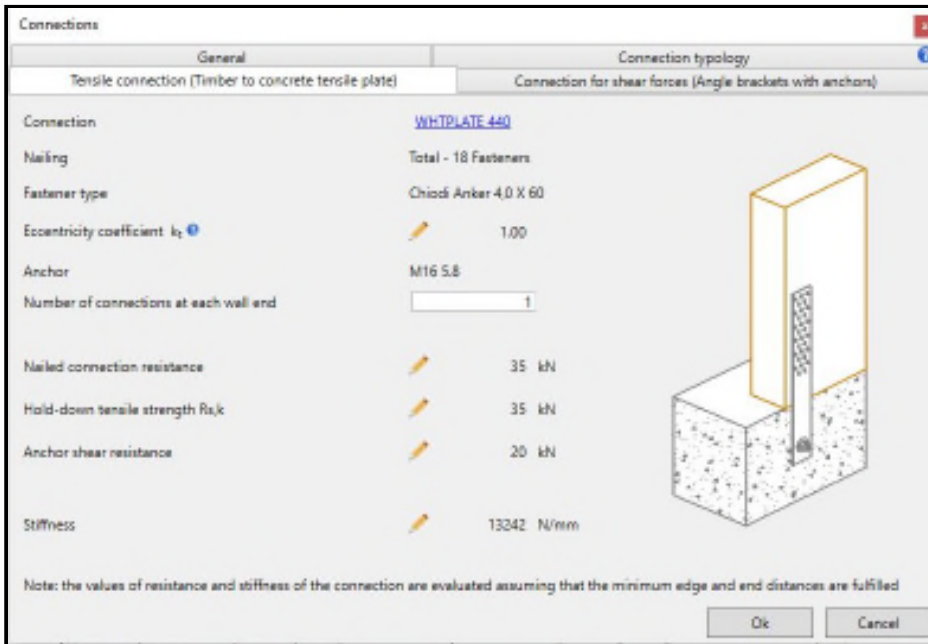 Connections
General
Connection typology
Tensile connection (Timber to concrete tensile plate)
Connection for shear forces (Angle brackets with anchors)
Connection WHTPLATE 440
Nailing Total - 18 Fasteners
Fastener type Chiodi Anker 4,0 X 60
Eccentricity coefficient kt 1.00
Anchor M16 5.8
Number of connections at each wall end 1
Nailed connection resistance 35 kN
Hold-down tensile strength Rs,k 35 kN
Anchor shear resistance 20 kN
Stiffness 13242 N/mm
Note: the values of resistance and stiffness of the connection are evaluated assuming that the minimum edge and end distances are fulfilled
Ok Cancel